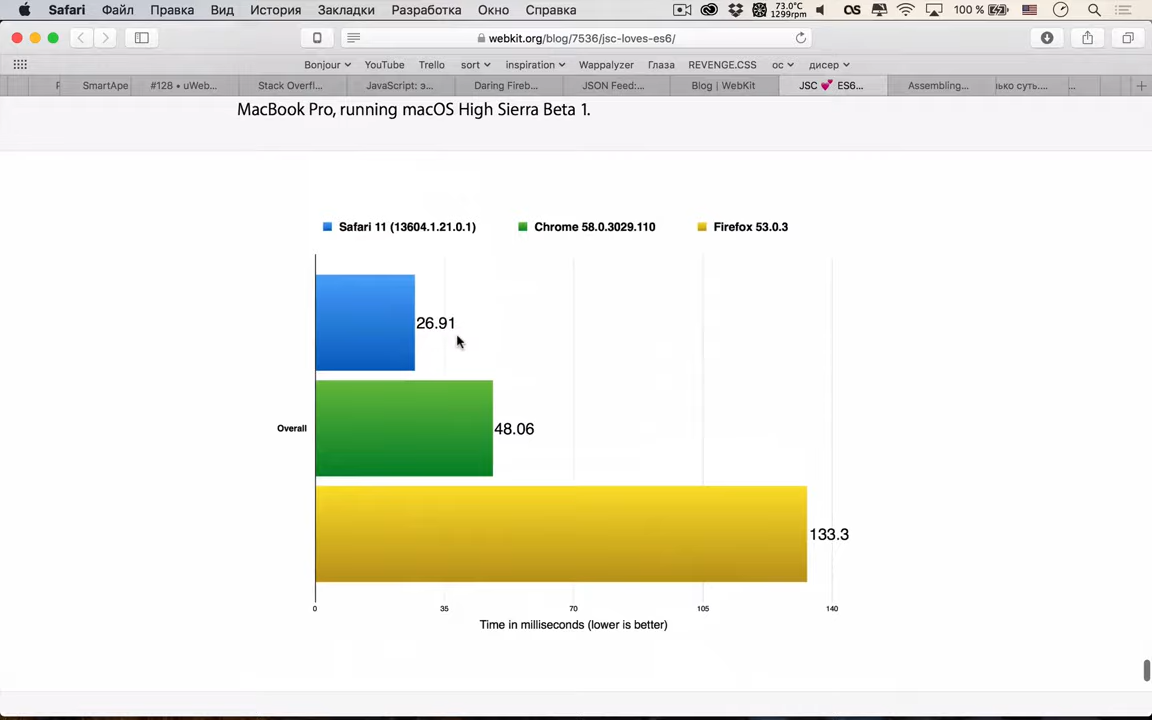 Safari Файл Правка Вид История Закладки Разработка Окно Справка 73.0°C 1299rpm 100 %
webkit.org/blog/7536/jsc-loves-es6/
Bonjour YouTube Trello sort inspiration Wappalyzer Глаза REVENGE.CSS ос дисер
SmartApe #128 • uWeb... Stack Overfl... JavaScript: э... Daring Fireb... JSON Feed:... Blog | WebKit JSC 💕 ES6... Assembling... ько суть....
MacBook Pro, running macOS High Sierra Beta 1.
Safari 11 (13604.1.21.0.1) Chrome 58.0.3029.110 Firefox 53.0.3
26.91
Overall 48.06
133.3
0 35 70 105 140
Time in milliseconds (lower is better)